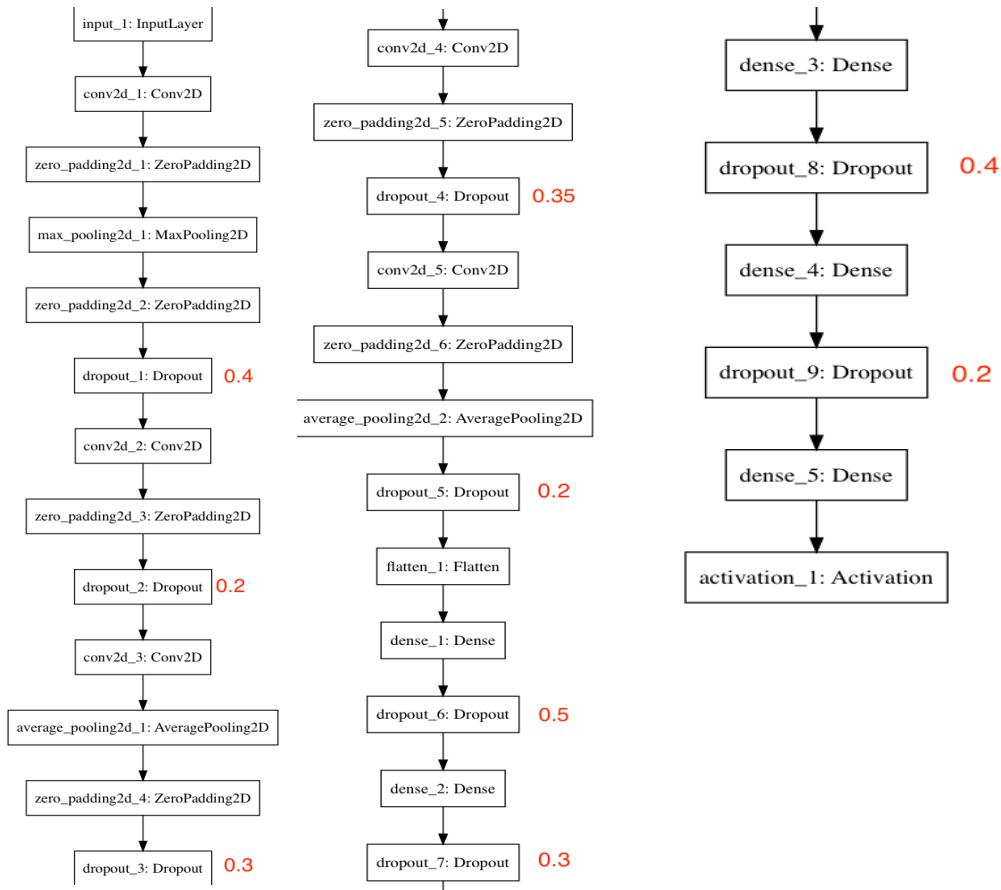 input_1: InputLayer
conv2d_1: Conv2D
zero_padding2d_1: ZeroPadding2D
max_pooling2d_1: MaxPooling2D
zero_padding2d_2: ZeroPadding2D
dropout_1: Dropout 0.4
conv2d_2: Conv2D
zero_padding2d_3: ZeroPadding2D
dropout_2: Dropout 0.2
conv2d_3: Conv2D
average_pooling2d_1: AveragePooling2D
zero_padding2d_4: ZeroPadding2D
dropout_3: Dropout 0.3
conv2d_4: Conv2D
zero_padding2d_5: ZeroPadding2D
dropout_4: Dropout 0.35
conv2d_5: Conv2D
zero_padding2d_6: ZeroPadding2D
average_pooling2d_2: AveragePooling2D
dropout_5: Dropout 0.2
flatten_1: Flatten
dense_1: Dense
dropout_6: Dropout 0.5
dense_2: Dense
dropout_7: Dropout 0.3
dense_3: Dense
dropout_8: Dropout 0.4
dense_4: Dense
dropout_9: Dropout 0.2
dense_5: Dense
activation_1: Activation